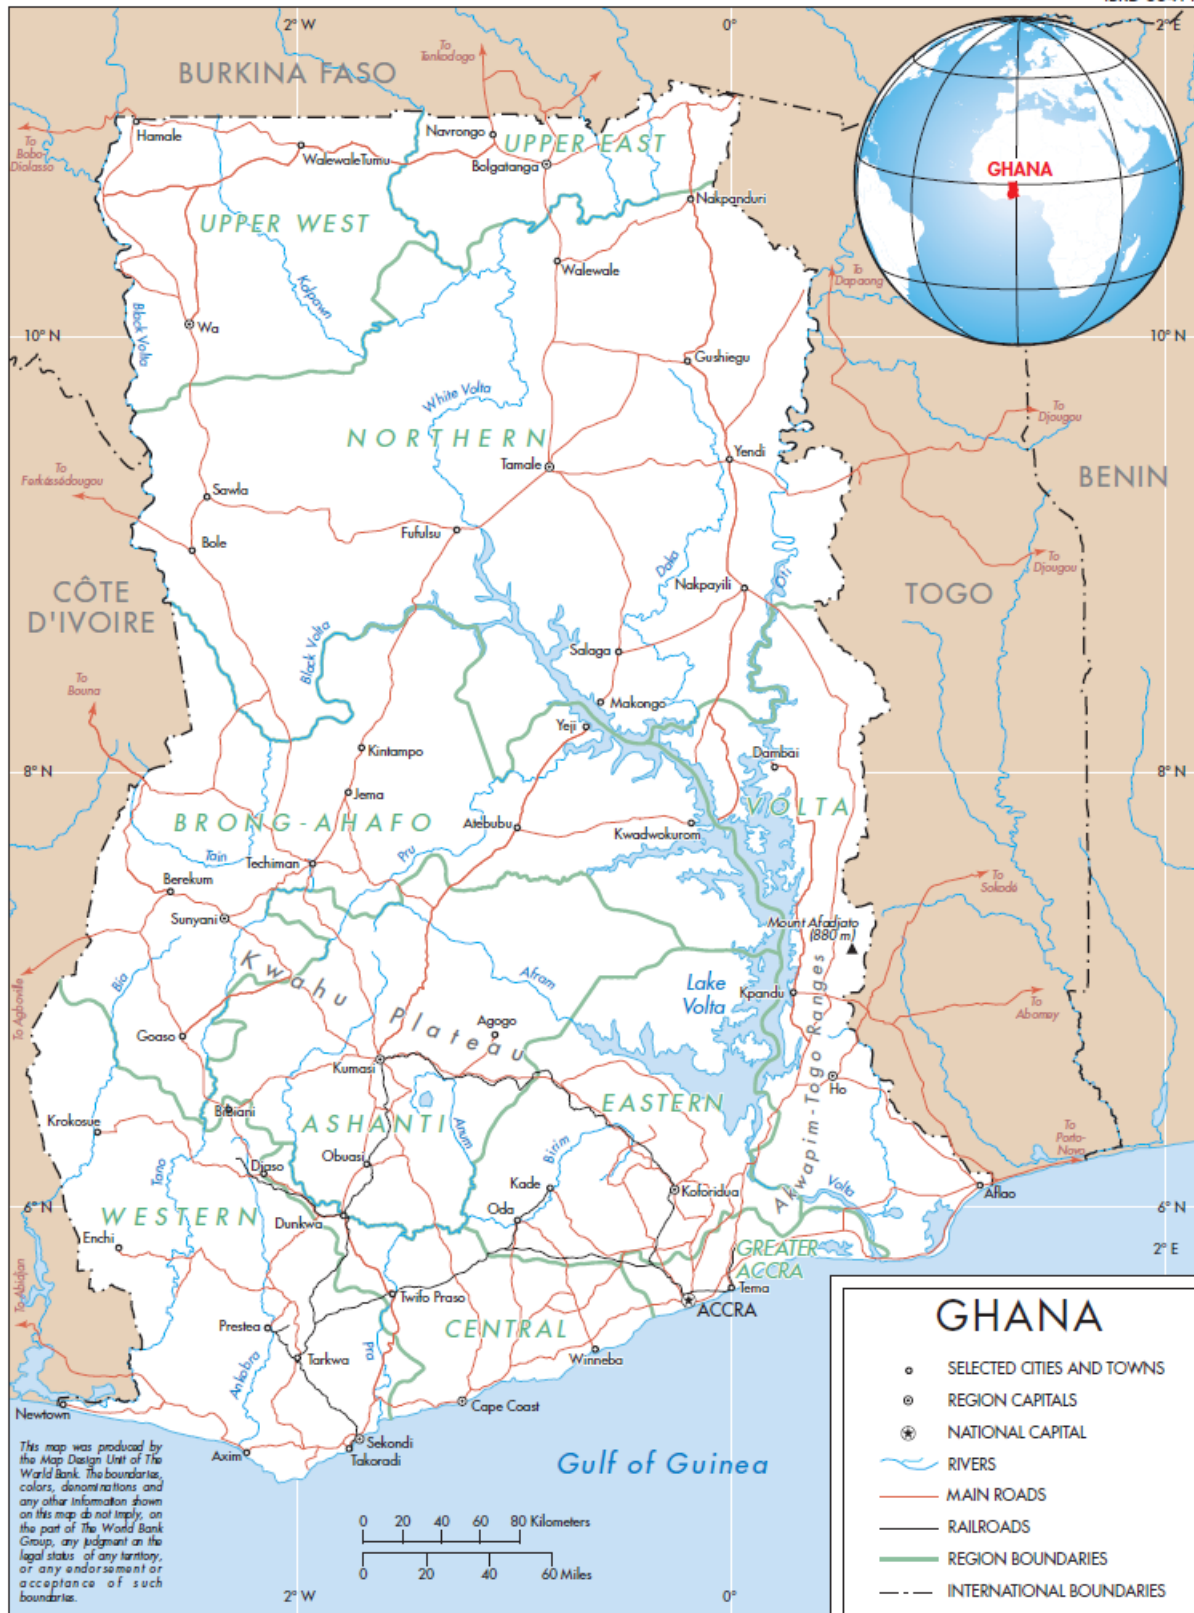 2° W
0°
2° E
BURKINA FASO
To
Tenkodogo
To
Bobo-
Dialasso
Hamale
WalewaleTumu
Navrongo
UPPER EAST
Bolgatanga
Nakpanduri
UPPER WEST
GHANA
Kolpawn
Walewale
To
Dapaong
Black Volta
Wa
10° N
10° N
Gushiegu
White Volta
To
Djougou
NORTHERN
Tamale
Yendi
BENIN
To
Ferkéssédougou
Sawla
Fufulsu
Bole
Daka
Oti
To
Djougou
Nakpayili
CÔTE
D'IVOIRE
TOGO
Black Volta
Salaga
To
Bouna
Makongo
Yeji
Kintampo
Dambai
8° N
8° N
Jema
BRONG-AHAFO
VOLTA
Atebubu
Kwadwokurom
Tain
Pru
Techiman
Berekum
To
Sokodé
Sunyani
Mount Afadjato
(880 m)
Kwahu Plateau
Bia
Afram
Lake
Volta
Kpandu
To Agboville
To
Abomey
Agogo
Goaso
Kumasi
Akwapim-Togo Ranges
Ho
Bibiani
ASHANTI
EASTERN
Krokosue
Anum
Birim
To
Porto-
Novo
Obuasi
Tano
Diaso
Kade
Koforidua
Volta
Aflao
6° N
6° N
WESTERN
Dunkwa
Oda
Enchi
GREATER
ACCRA
2° E
To Abidjan
Twifo Praso
Tema
ACCRA
Prestea
CENTRAL
Tarkwa
Pra
Winneba
Ankobra
Newtown
Cape Coast
Sekondi
Takoradi
Axim
Gulf of Guinea
This map was produced by
the Map Design Unit of The
World Bank. The boundaries,
colors, denominations and
any other information shown
on this map do not imply, on
the part of The World Bank
Group, any judgment on the
legal status of any territory,
or any endorsement or
acceptance of such
boundaries.
0 20 40 60 80 Kilometers
0 20 40 60 Miles
2° W
0°
GHANA
SELECTED CITIES AND TOWNS
REGION CAPITALS
NATIONAL CAPITAL
RIVERS
MAIN ROADS
RAILROADS
REGION BOUNDARIES
INTERNATIONAL BOUNDARIES